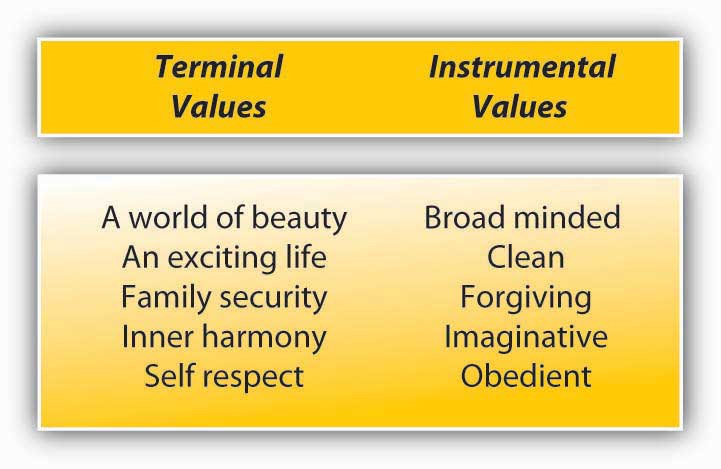 Terminal
Values
Instrumental
Values
A world of beauty
An exciting life
Family security
Inner harmony
Self respect
Broad minded
Clean
Forgiving
Imaginative
Obedient